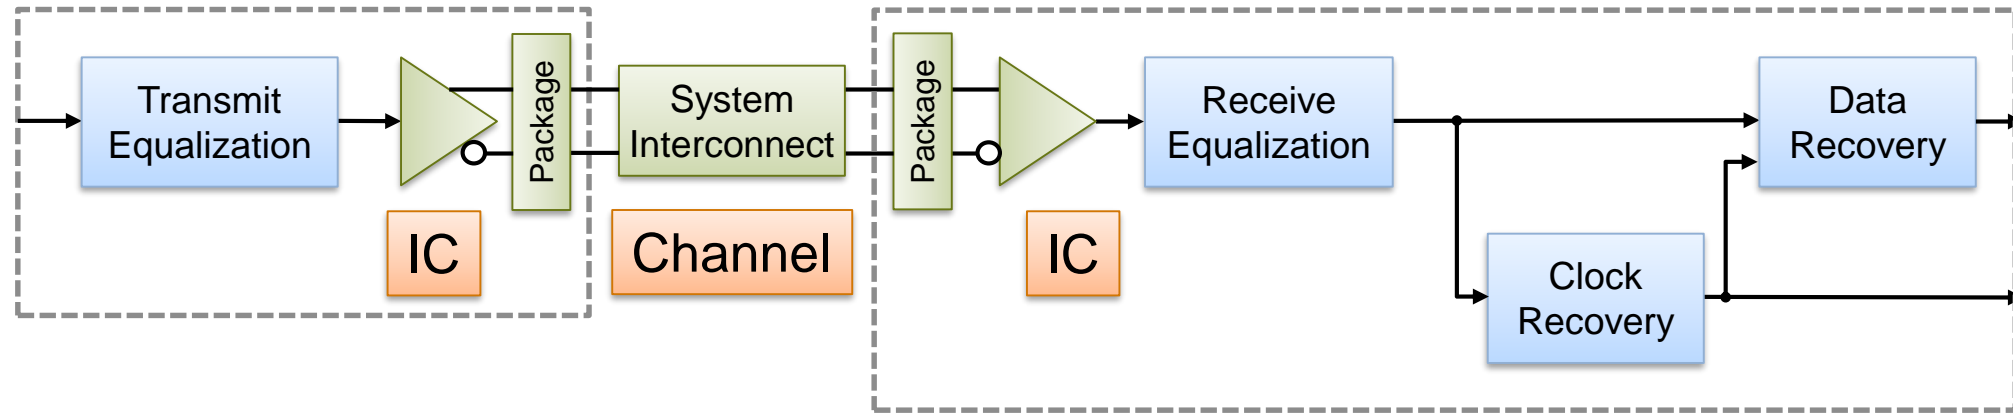 Transmit
Equalization
Package
System
Interconnect
Package
Receive
Equalization
Data
Recovery
IC
Channel
IC
Clock
Recovery